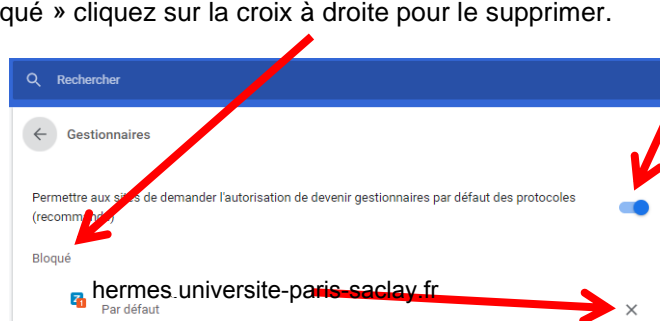 qué » cliquez sur la croix à droite pour le supprimer.
Rechercher
Gestionnaires
Permettre aux sites de demander l'autorisation de devenir gestionnaires par défaut des protocoles
(recommandé)
Bloqué
hermes.universite-paris-saclay.fr
Par défaut